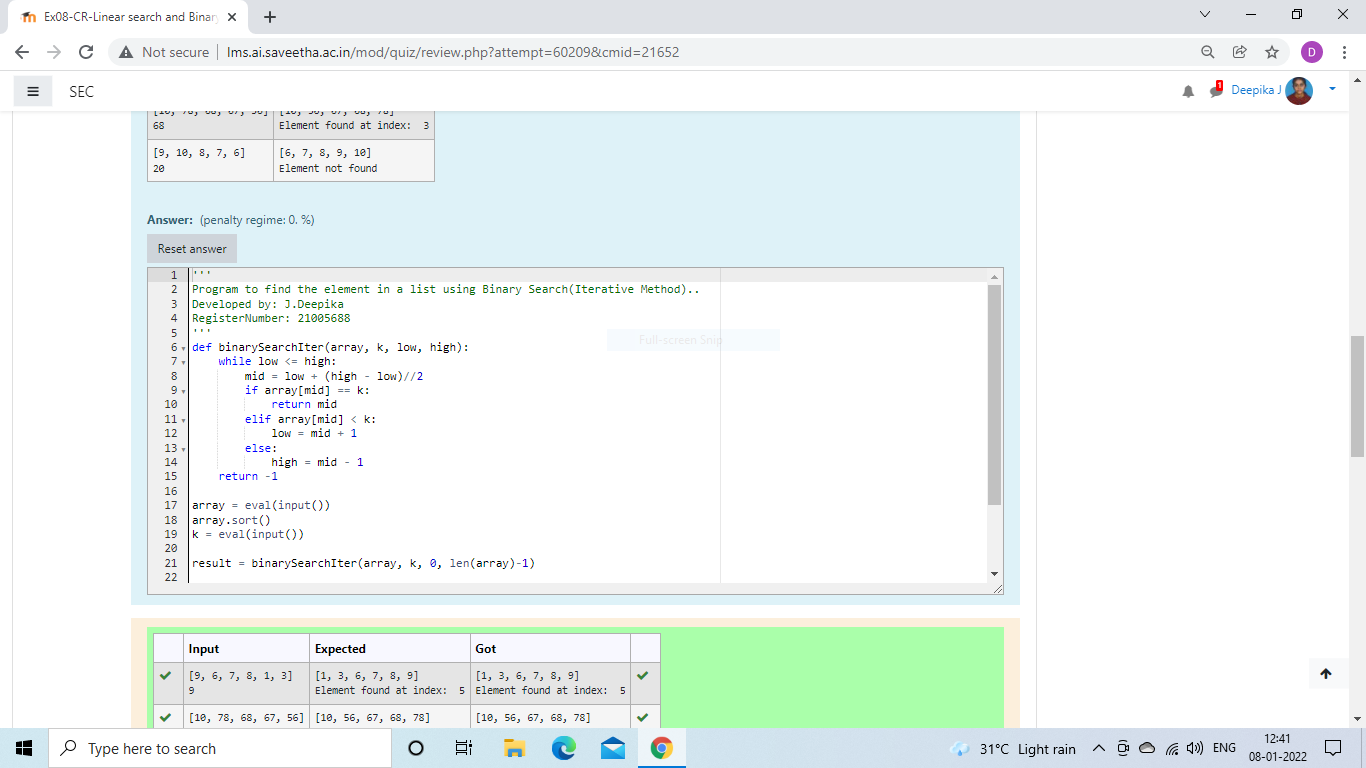 Ex08-CR-Linear search and Binar
Not secure
lms.ai.saveetha.ac.in/mod/quiz/review.php?attempt=60209&cmid=21652
D
SEC
1
Deepika J
68
Element found at index:  3
[9, 10, 8, 7, 6]
[6, 7, 8, 9, 10]
20
Element not found
Answer: (penalty regime: 0. %)
Reset answer
1 '''
2 Program to find the element in a list using Binary Search(Iterative Method)..
3 Developed by: J.Deepika
4 RegisterNumber: 21005688
5 '''
6 def binarySearchIter(array, k, low, high):
7     while low <= high:
8         mid = low + (high - low)//2
9         if array[mid] == k:
10             return mid
11         elif array[mid] < k:
12             low = mid + 1
13         else:
14             high = mid - 1
15     return -1
16
17 array = eval(input())
18 array.sort()
19 k = eval(input())
20
21 result = binarySearchIter(array, k, 0, len(array)-1)
22
Full-screen Snip
Input Expected Got
[9, 6, 7, 8, 1, 3] [1, 3, 6, 7, 8, 9] [1, 3, 6, 7, 8, 9]
9 Element found at index:  5 Element found at index:  5
[10, 78, 68, 67, 56] [10, 56, 67, 68, 78] [10, 56, 67, 68, 78]
Type here to search
31°C Light rain
ENG
12:41
08-01-2022